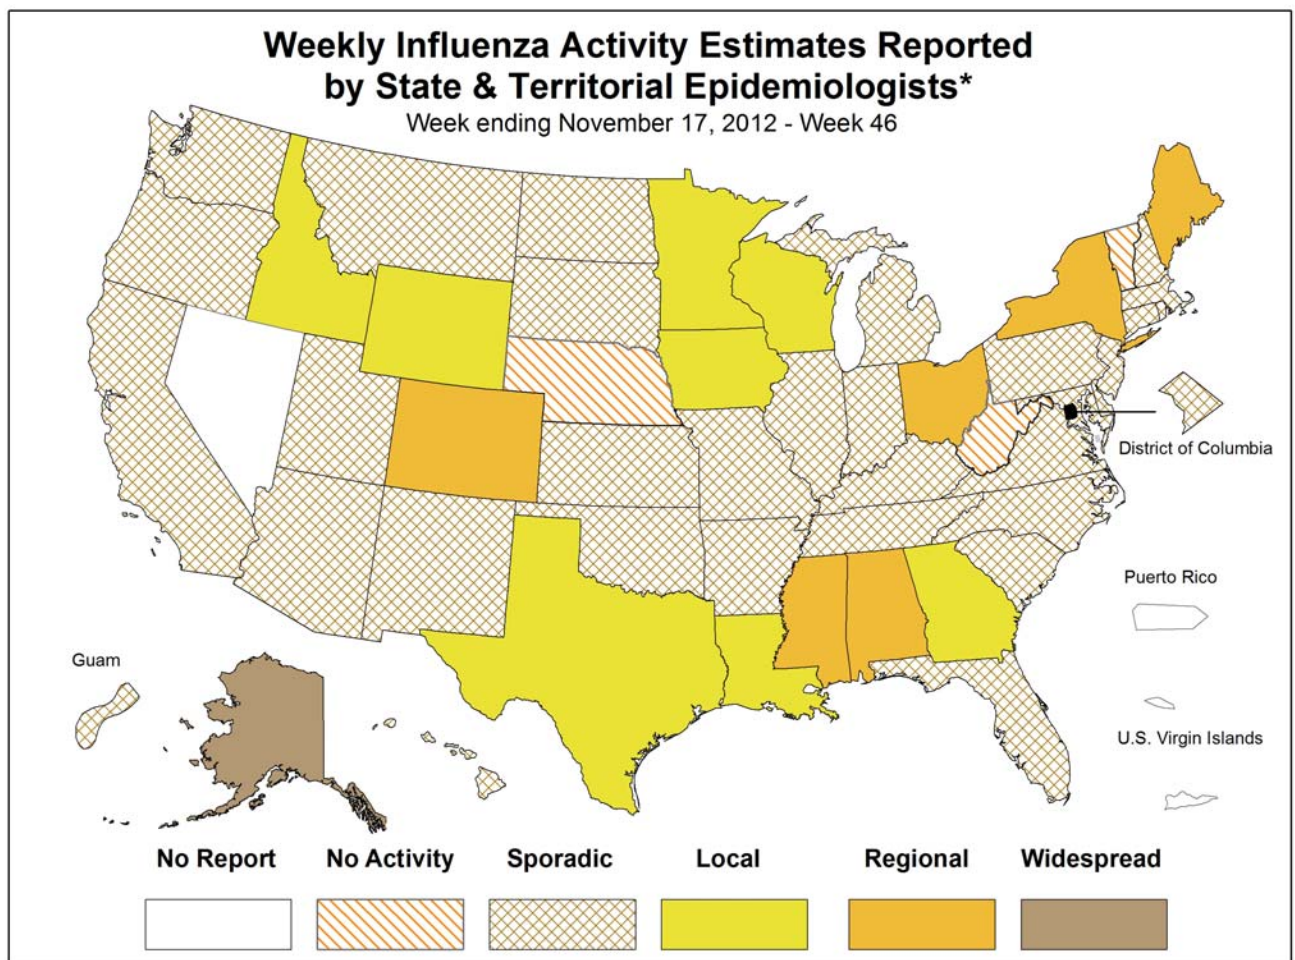 Weekly Influenza Activity Estimates Reported
by State & Territorial Epidemiologists*
Week ending November 17, 2012 - Week 46
District of Columbia
Puerto Rico
Guam
U.S. Virgin Islands
No Report No Activity Sporadic Local Regional Widespread